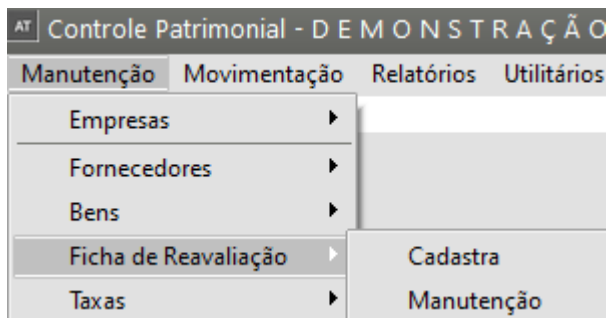 AT Controle Patrimonial - D E M O N S T R A Ç Ã O
Manutenção Movimentação Relatórios Utilitários
Empresas
Fornecedores
Bens
Ficha de Reavaliação Cadastra
Taxas Manutenção